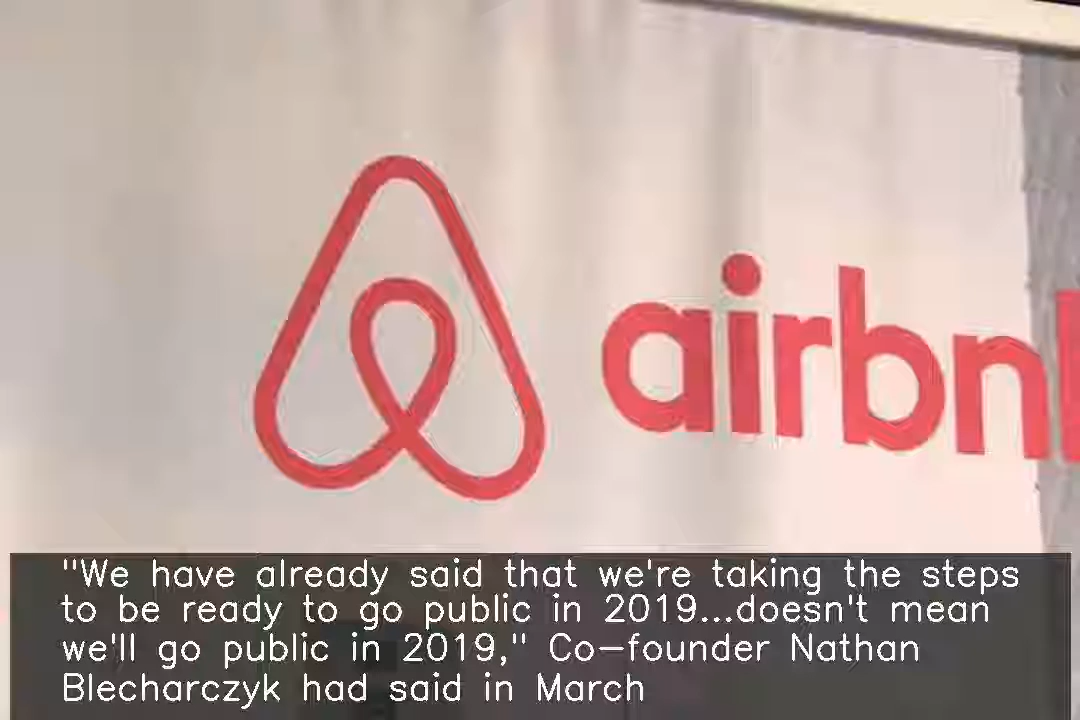 airbnb
"We have already said that we're taking the steps
to be ready to go public in 2019...doesn't mean
we'll go public in 2019," Co-founder Nathan
Blecharczyk had said in March